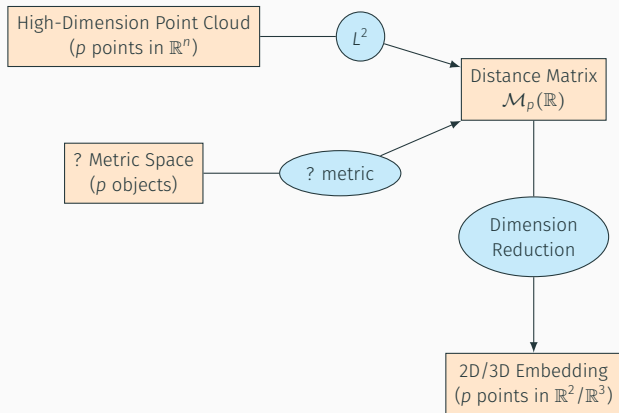 High-Dimension Point Cloud
(p points in ℝⁿ)
L²
Distance Matrix
ℳₚ(ℝ)
? Metric Space
(p objects)
? metric
Dimension
Reduction
2D/3D Embedding
(p points in ℝ²/ℝ³)